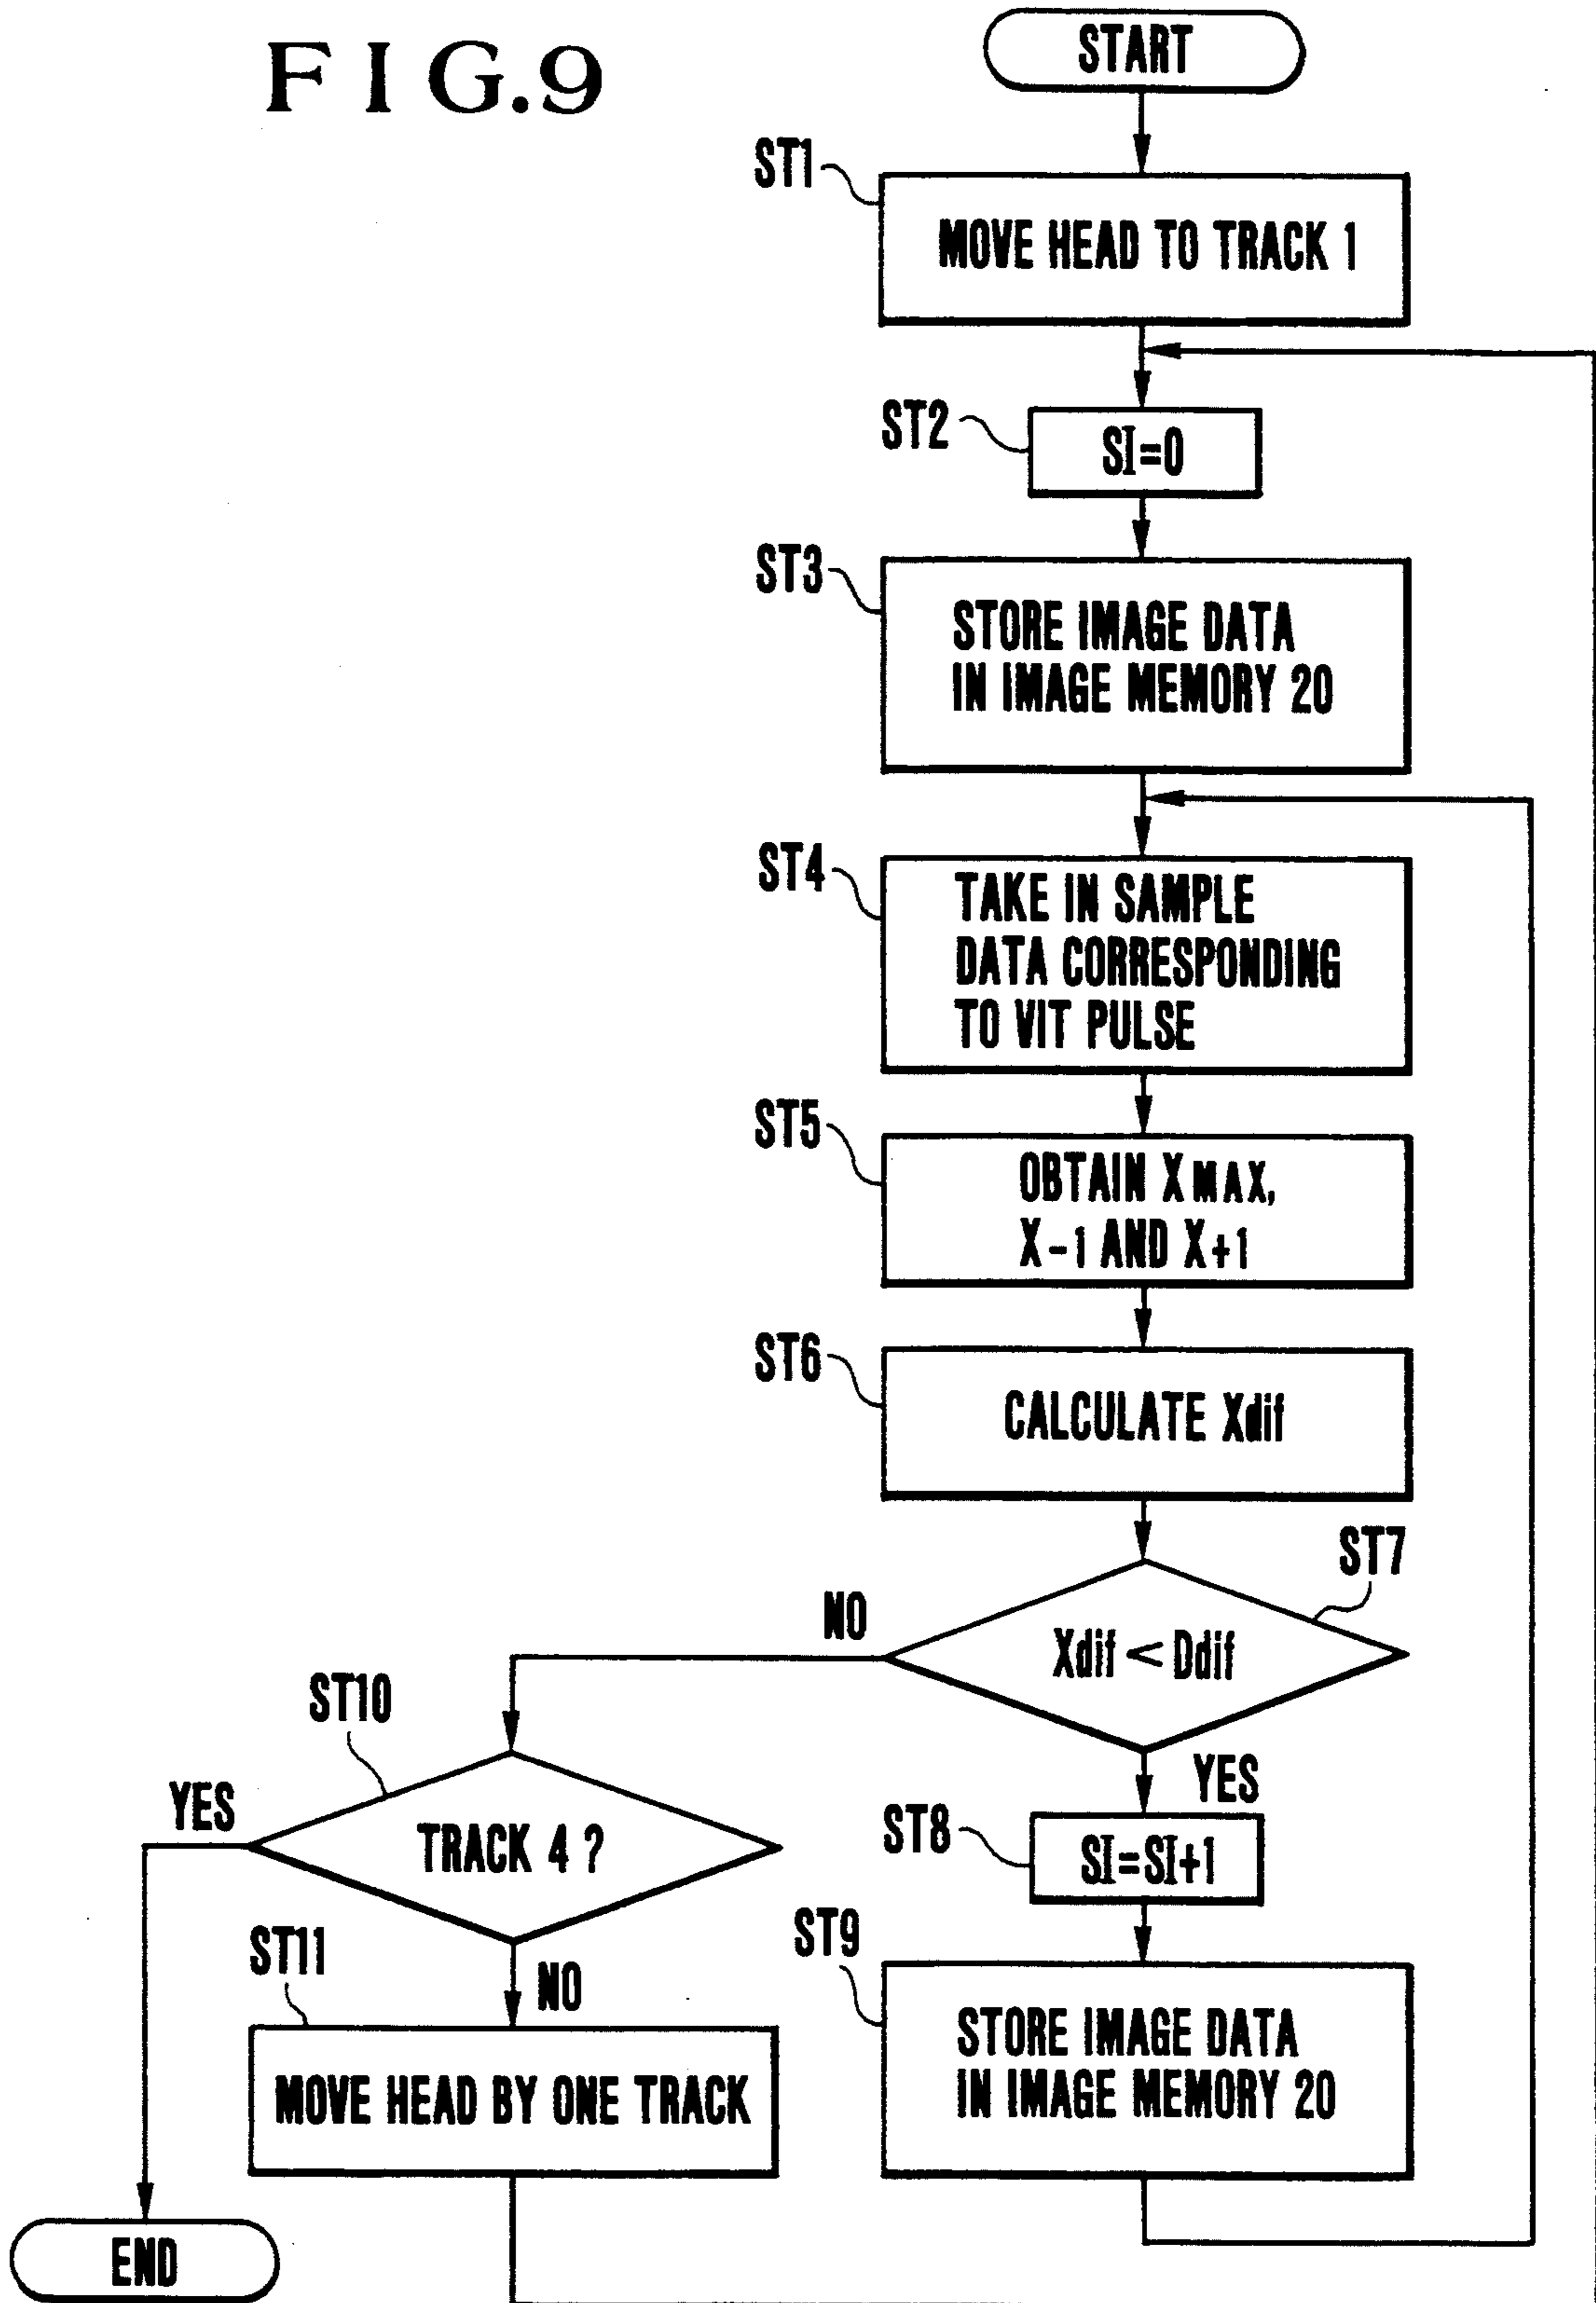 FIG.9
START
ST1
MOVE HEAD TO TRACK 1
ST2
SI=0
ST3
STORE IMAGE DATA
IN IMAGE MEMORY 20
ST4
TAKE IN SAMPLE
DATA CORRESPONDING
TO VIT PULSE
ST5
OBTAIN XMAX,
X-1 AND X+1
ST6
CALCULATE Xdif
ST7
Xdif < Ddif
NO
YES
ST10
TRACK 4 ?
YES
NO
ST8
SI=SI+1
ST11
MOVE HEAD BY ONE TRACK
ST9
STORE IMAGE DATA
IN IMAGE MEMORY 20
END